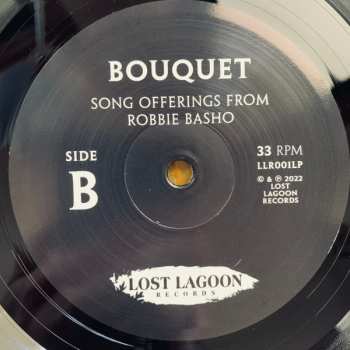 BOUQUET
SONG OFFERINGS FROM
ROBBIE BASHO
SIDE
B
33 RPM
LLR001LP
© & ℗ 2022
LOST
LAGOON
RECORDS
LOST LAGOON
RECORDS